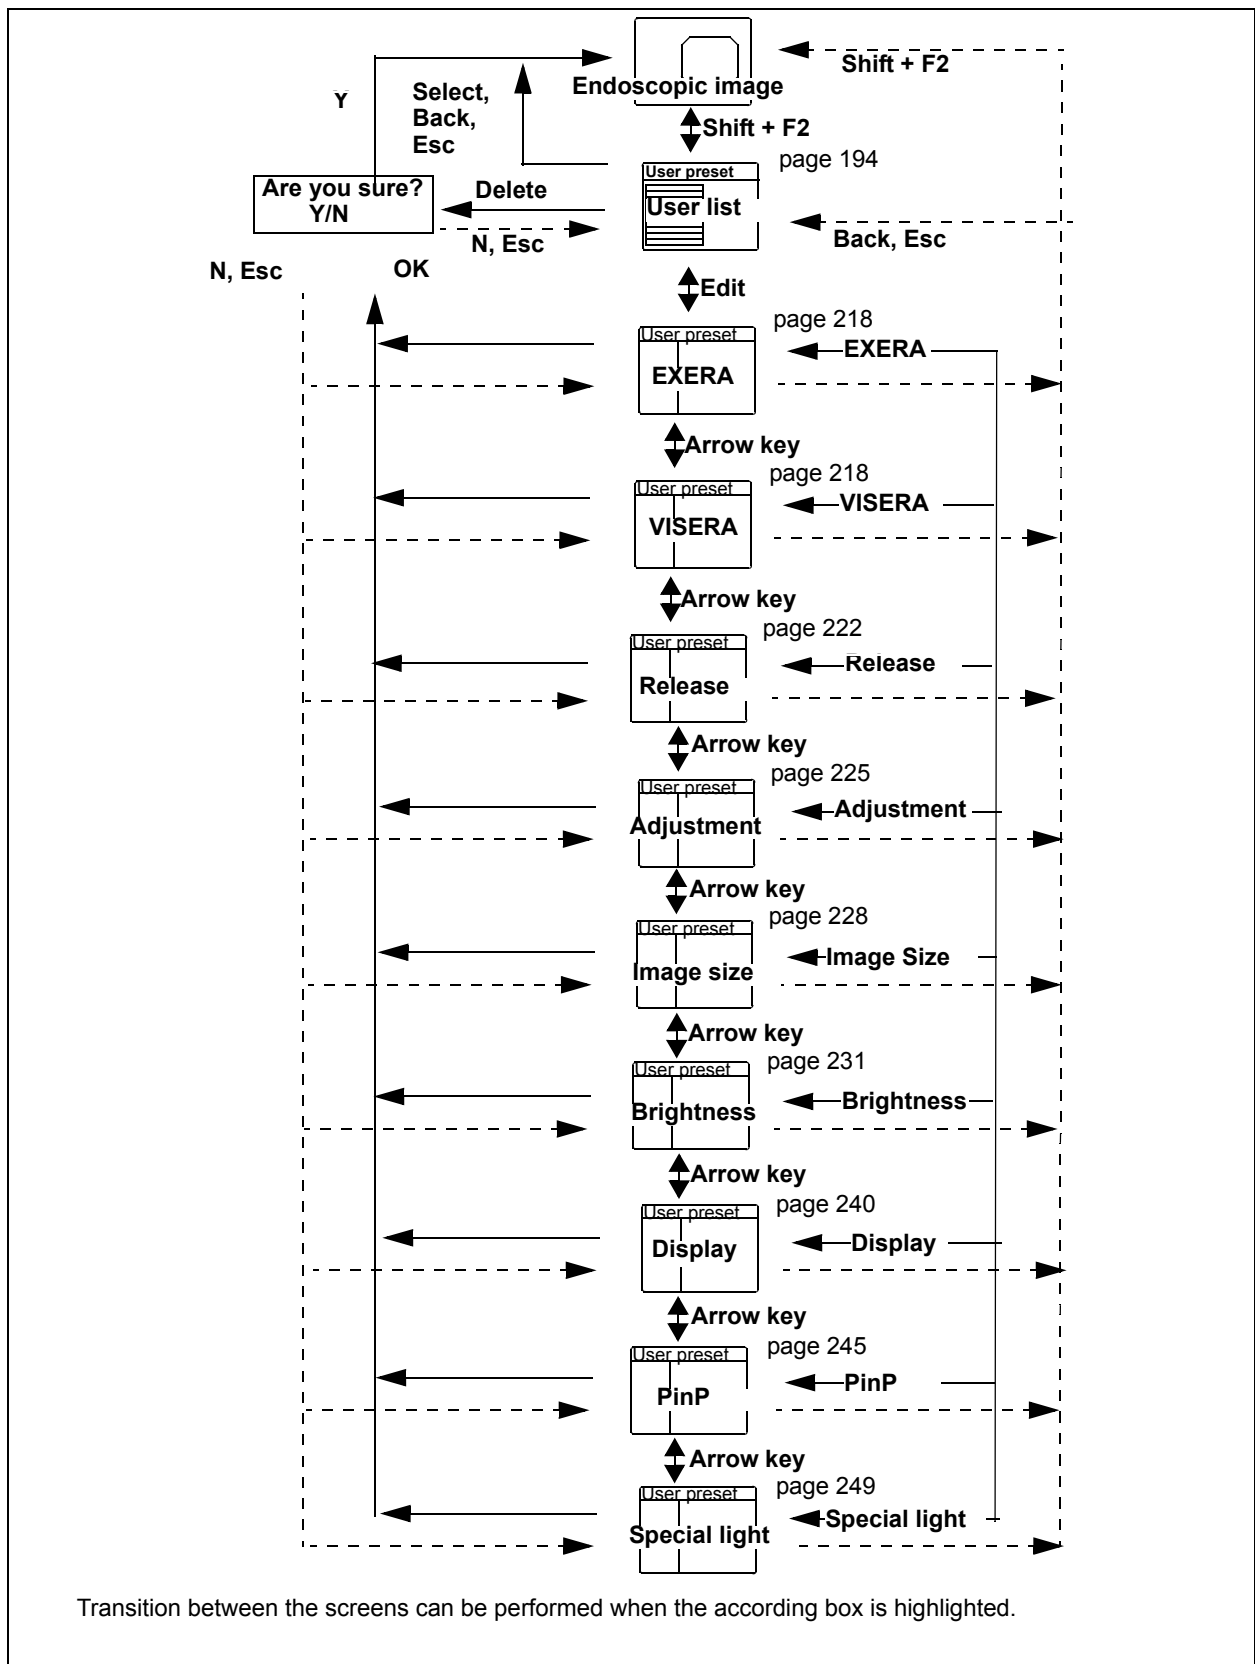 Shift + F2
Endoscopic image
Y
Select,
Back,
Esc
Shift + F2
page 194
User preset
User list
Are you sure?
Y/N
Delete
N, Esc
Back, Esc
N, Esc
OK
Edit
page 218
User preset
EXERA
EXERA
Arrow key
page 218
User preset
VISERA
VISERA
Arrow key
page 222
User preset
Release
Release
Arrow key
page 225
User preset
Adjustment
Adjustment
Arrow key
page 228
User preset
Image Size
Image size
Arrow key
page 231
User preset
Brightness
Brightness
Arrow key
page 240
User preset
Display
Display
Arrow key
page 245
User preset
PinP
PinP
Arrow key
page 249
User preset
Special light
Special light
Transition between the screens can be performed when the according box is highlighted.